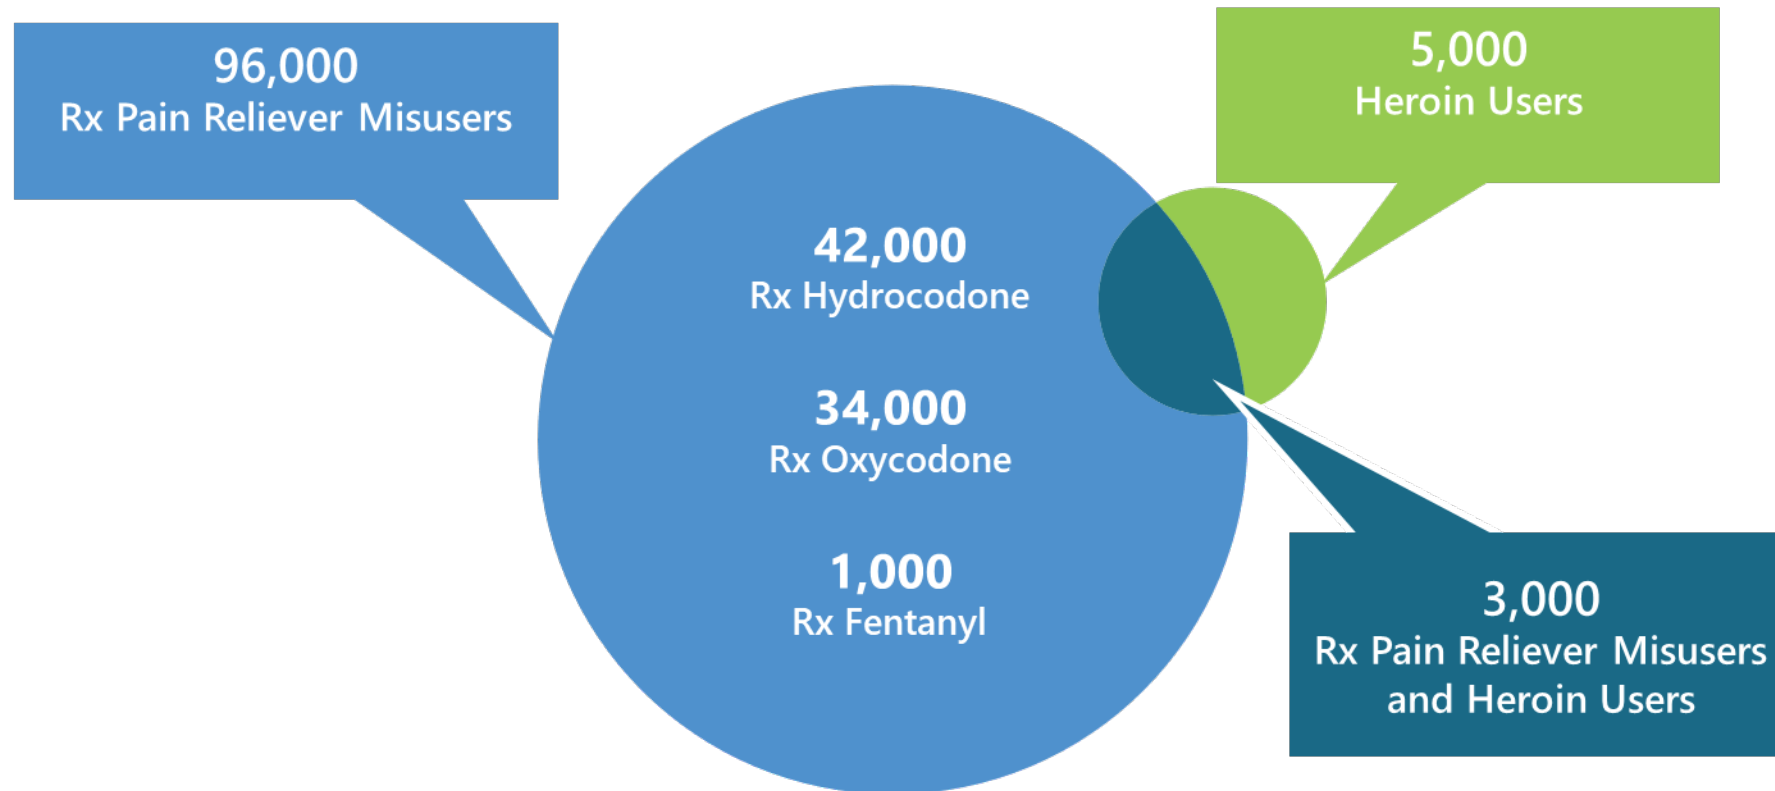 96,000
Rx Pain Reliever Misusers
5,000
Heroin Users
42,000
Rx Hydrocodone
34,000
Rx Oxycodone
1,000
Rx Fentanyl
3,000
Rx Pain Reliever Misusers
and Heroin Users